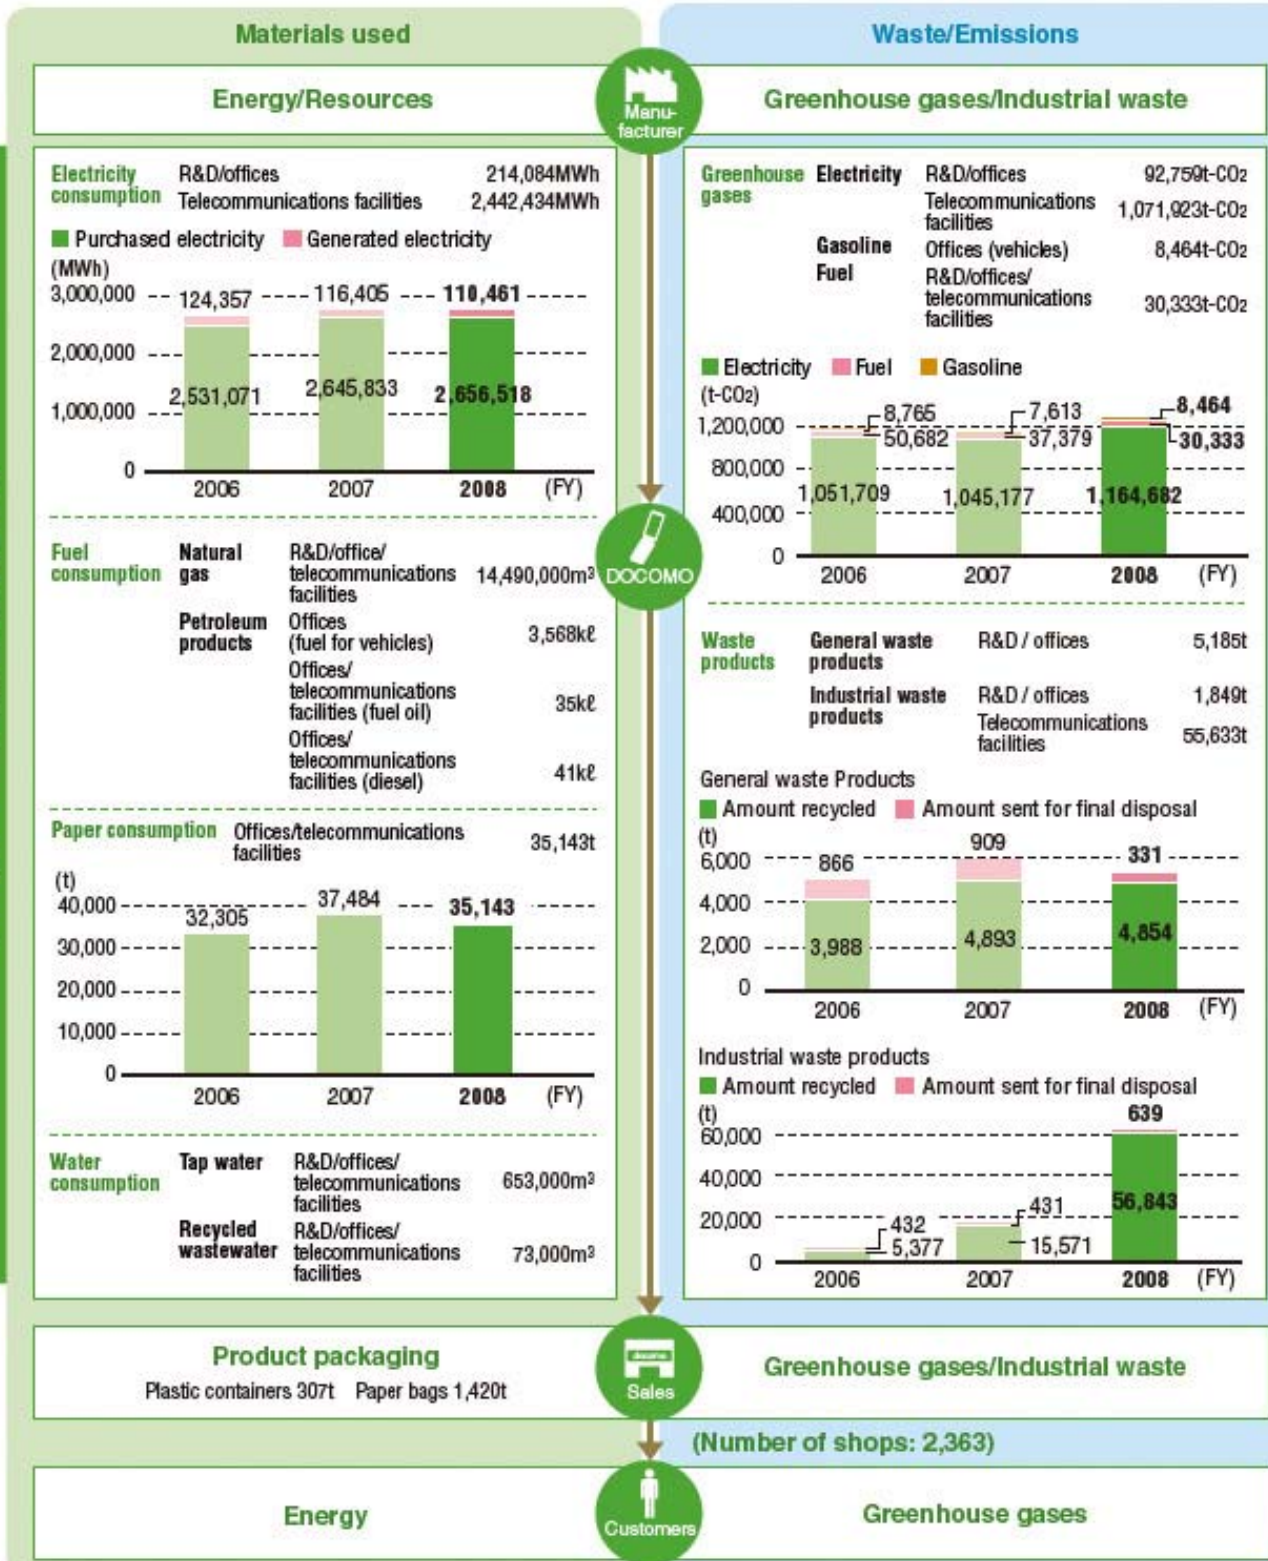 Materials used
Waste/Emissions
Energy/Resources
Manu-
facturer
Greenhouse gases/Industrial waste
Electricity consumption R&D/offices 214,084MWh
Telecommunications facilities 2,442,434MWh
Purchased electricity Generated electricity
(MWh)
3,000,000 124,357 116,405 110,461
2,000,000
2,531,071 2,645,833 2,656,518
1,000,000
0
2006 2007 2008 (FY)
Fuel consumption Natural gas R&D/office/
telecommunications
facilities 14,490,000m³
Petroleum products Offices
(fuel for vehicles) 3,568kℓ
Offices/
telecommunications
facilities (fuel oil) 35kℓ
Offices/
telecommunications
facilities (diesel) 41kℓ
Paper consumption Offices/telecommunications
facilities 35,143t
(t)
40,000 32,305 37,484 35,143
30,000
20,000
10,000
0
2006 2007 2008 (FY)
Water consumption Tap water R&D/offices/
telecommunications
facilities 653,000m³
Recycled wastewater R&D/offices/
telecommunications
facilities 73,000m³
DOCOMO
Greenhouse gases Electricity R&D/offices 92,759t-CO2
Telecommunications
facilities 1,071,923t-CO2
Gasoline Offices (vehicles) 8,464t-CO2
Fuel R&D/offices/
telecommunications
facilities 30,333t-CO2
Electricity Fuel Gasoline
(t-CO2)
8,765 7,613 8,464
1,200,000 50,682 37,379 30,333
800,000
1,051,709 1,045,177 1,164,682
400,000
0
2006 2007 2008 (FY)
Waste products General waste products R&D / offices 5,185t
Industrial waste products R&D / offices 1,849t
Telecommunications
facilities 55,633t
General waste Products
Amount recycled Amount sent for final disposal
(t)
6,000 866 909 331
4,000
3,988 4,893 4,854
2,000
0
2006 2007 2008 (FY)
Industrial waste products
Amount recycled Amount sent for final disposal
(t)
639
60,000
40,000
56,843
20,000 432 431
5,377 15,571
0
2006 2007 2008 (FY)
Product packaging
Plastic containers 307t Paper bags 1,420t
docomo
Sales
Greenhouse gases/Industrial waste
(Number of shops: 2,363)
Energy
Customers
Greenhouse gases